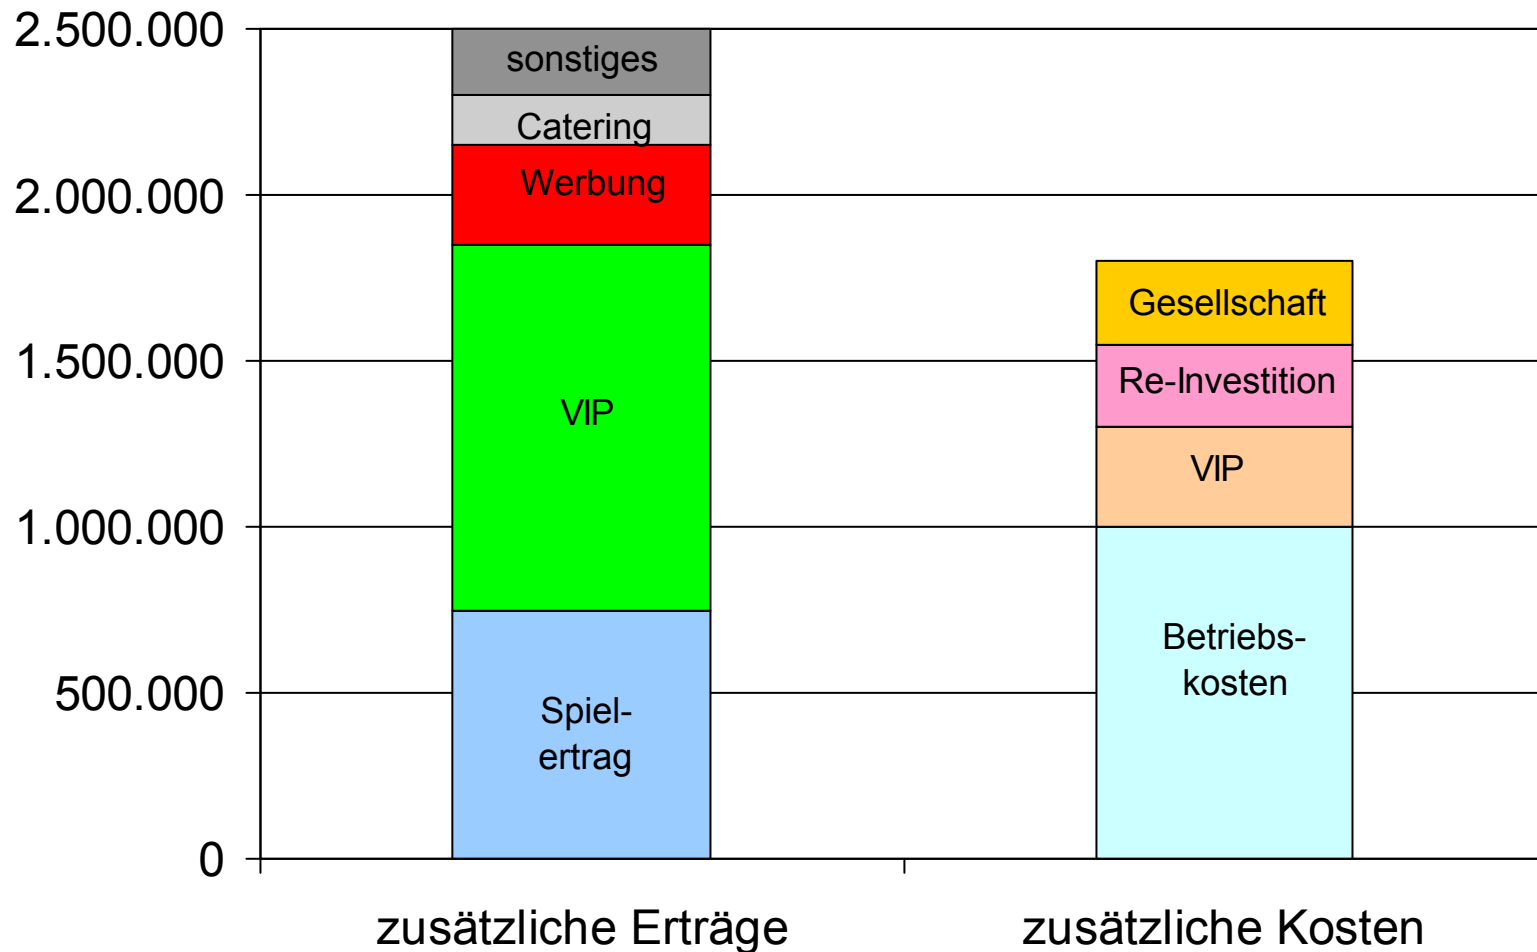 2.500.000
2.000.000
1.500.000
1.000.000
500.000
0
sonstiges
Catering
Werbung
VIP
Spiel-
ertrag
Gesellschaft
Re-Investition
VIP
Betriebs-
kosten
zusätzliche Erträge
zusätzliche Kosten